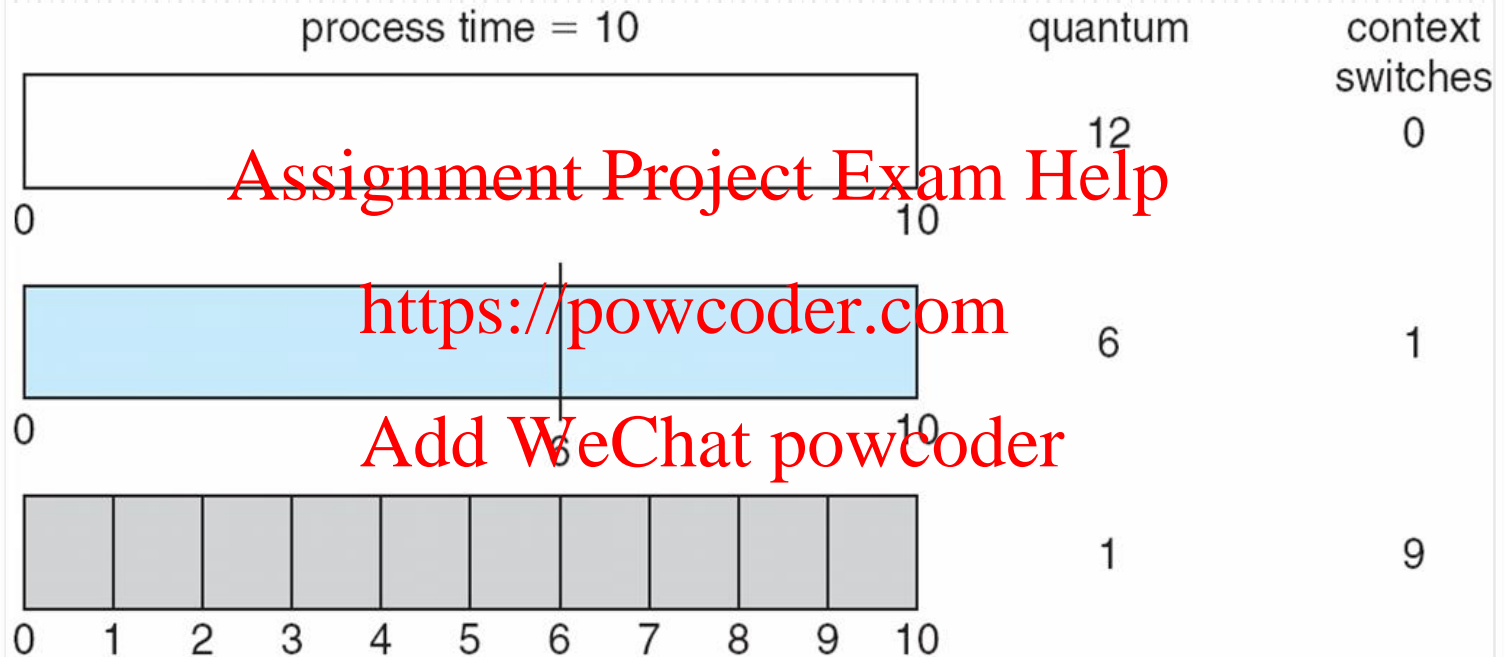 process time = 10 quantum context
switches
12 0
Assignment Project Exam Help
0 10
https://powcoder.com
6 1
0 6 10
Add WeChat powcoder
1 9
0 1 2 3 4 5 6 7 8 9 10